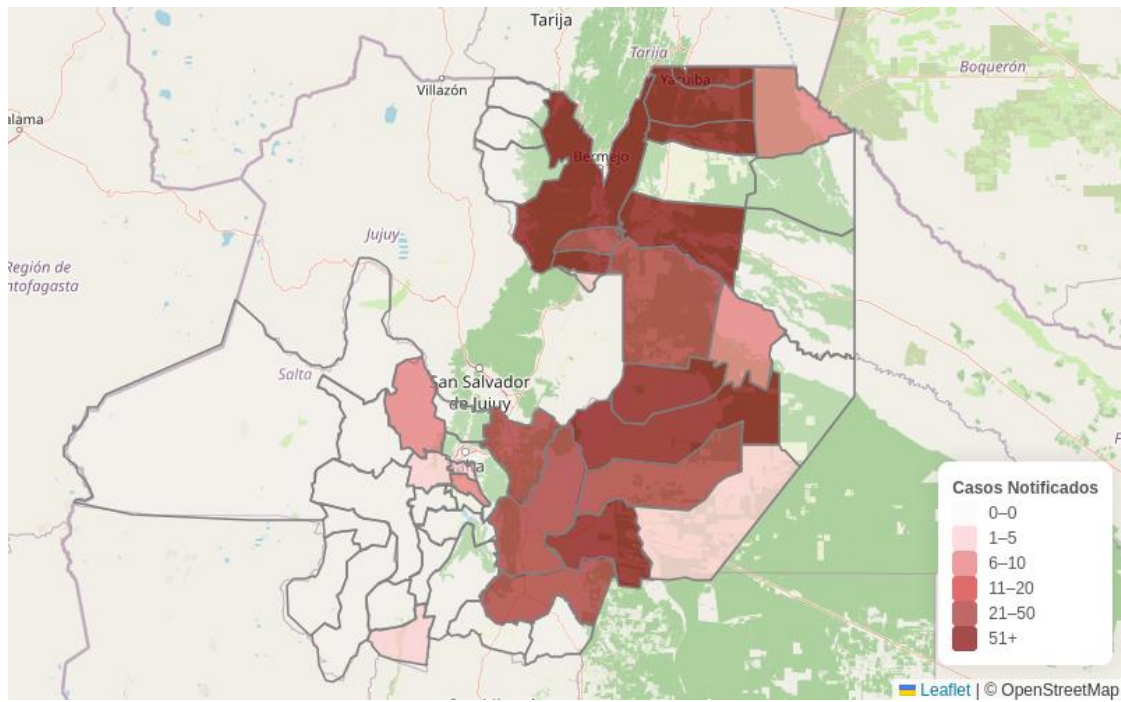 Tarija
Tarija
Boquerón
Villazón
Yacuiba
alama
Bermejo
Jujuy
Región de
ntofagasta
Salta
San Salvador
de Jujuy
Casos Notificados
0–0
1–5
6–10
11–20
21–50
51+
Leaflet | © OpenStreetMap